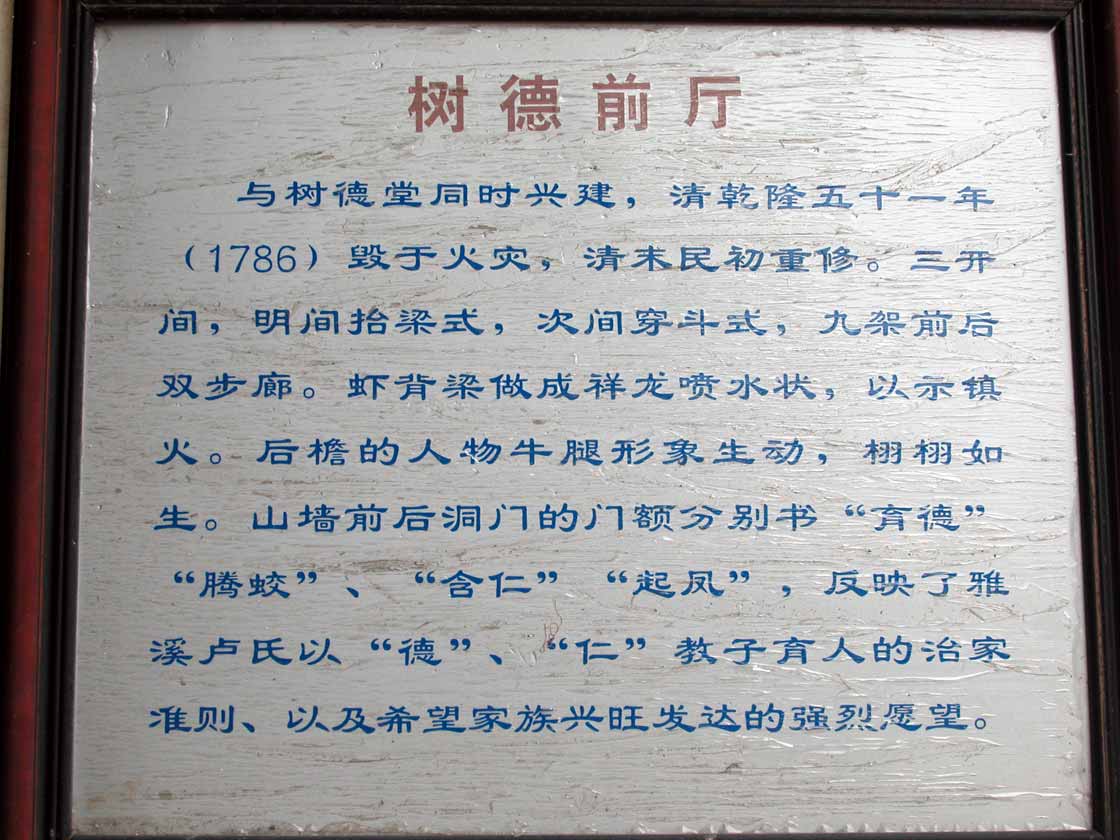 树德前厅
与树德堂同时兴建，清乾隆五十一年
（1786）毁于火灾，清末民初重修。三开
间，明间抬梁式，次间穿斗式，九架前后
双步廊。虾背梁做成祥龙喷水状，以示镇
火。后檐的人物牛腿形象生动，栩栩如
生。山墙前后洞门的门额分别书“育德”
“腾蛟”、“含仁”“起凤”，反映了雅
溪卢氏以“德”、“仁”教子育人的治家
准则、以及希望家族兴旺发达的强烈愿望。